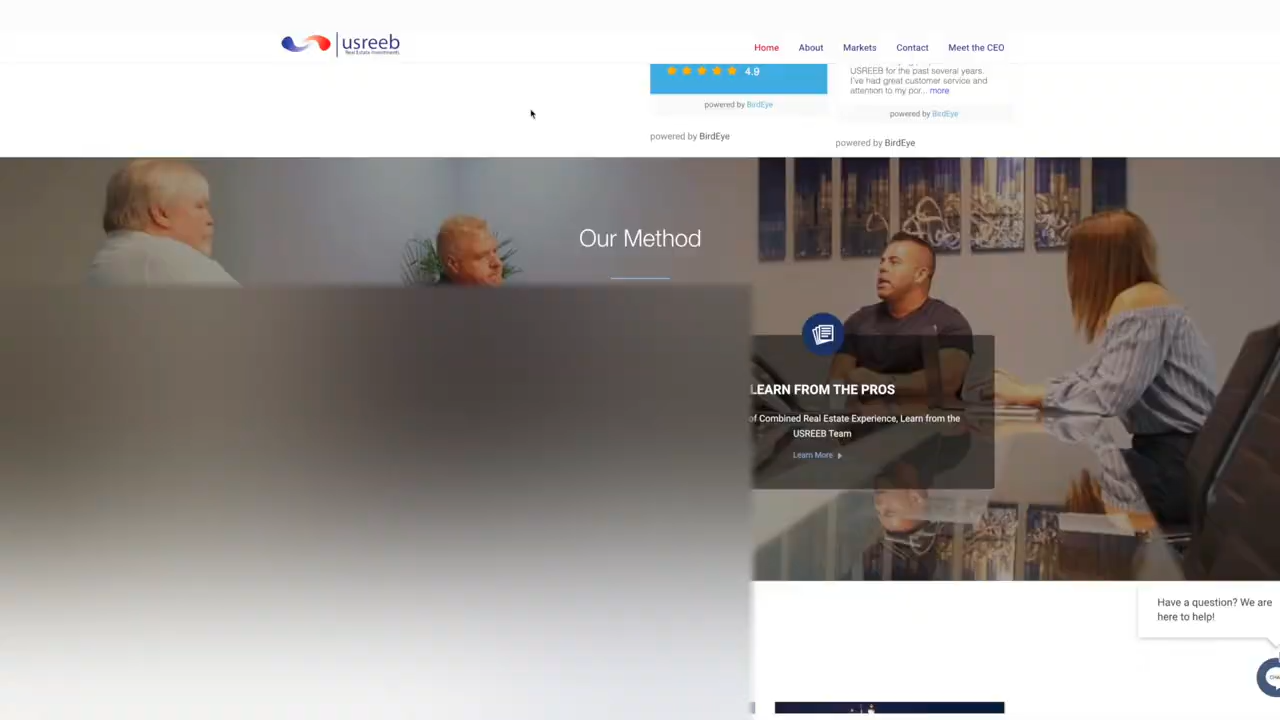 usreeb
Real Estate Investments
Home
About
Markets
Contact
Meet the CEO
4.9
powered by BirdEye
powered by BirdEye
USREEB for the past several years.
I've had great customer service and
attention to my por... more
powered by BirdEye
powered by BirdEye
Our Method
LEARN FROM THE PROS
of Combined Real Estate Experience, Learn from the
USREEB Team
Learn More
Have a question? We are
here to help!